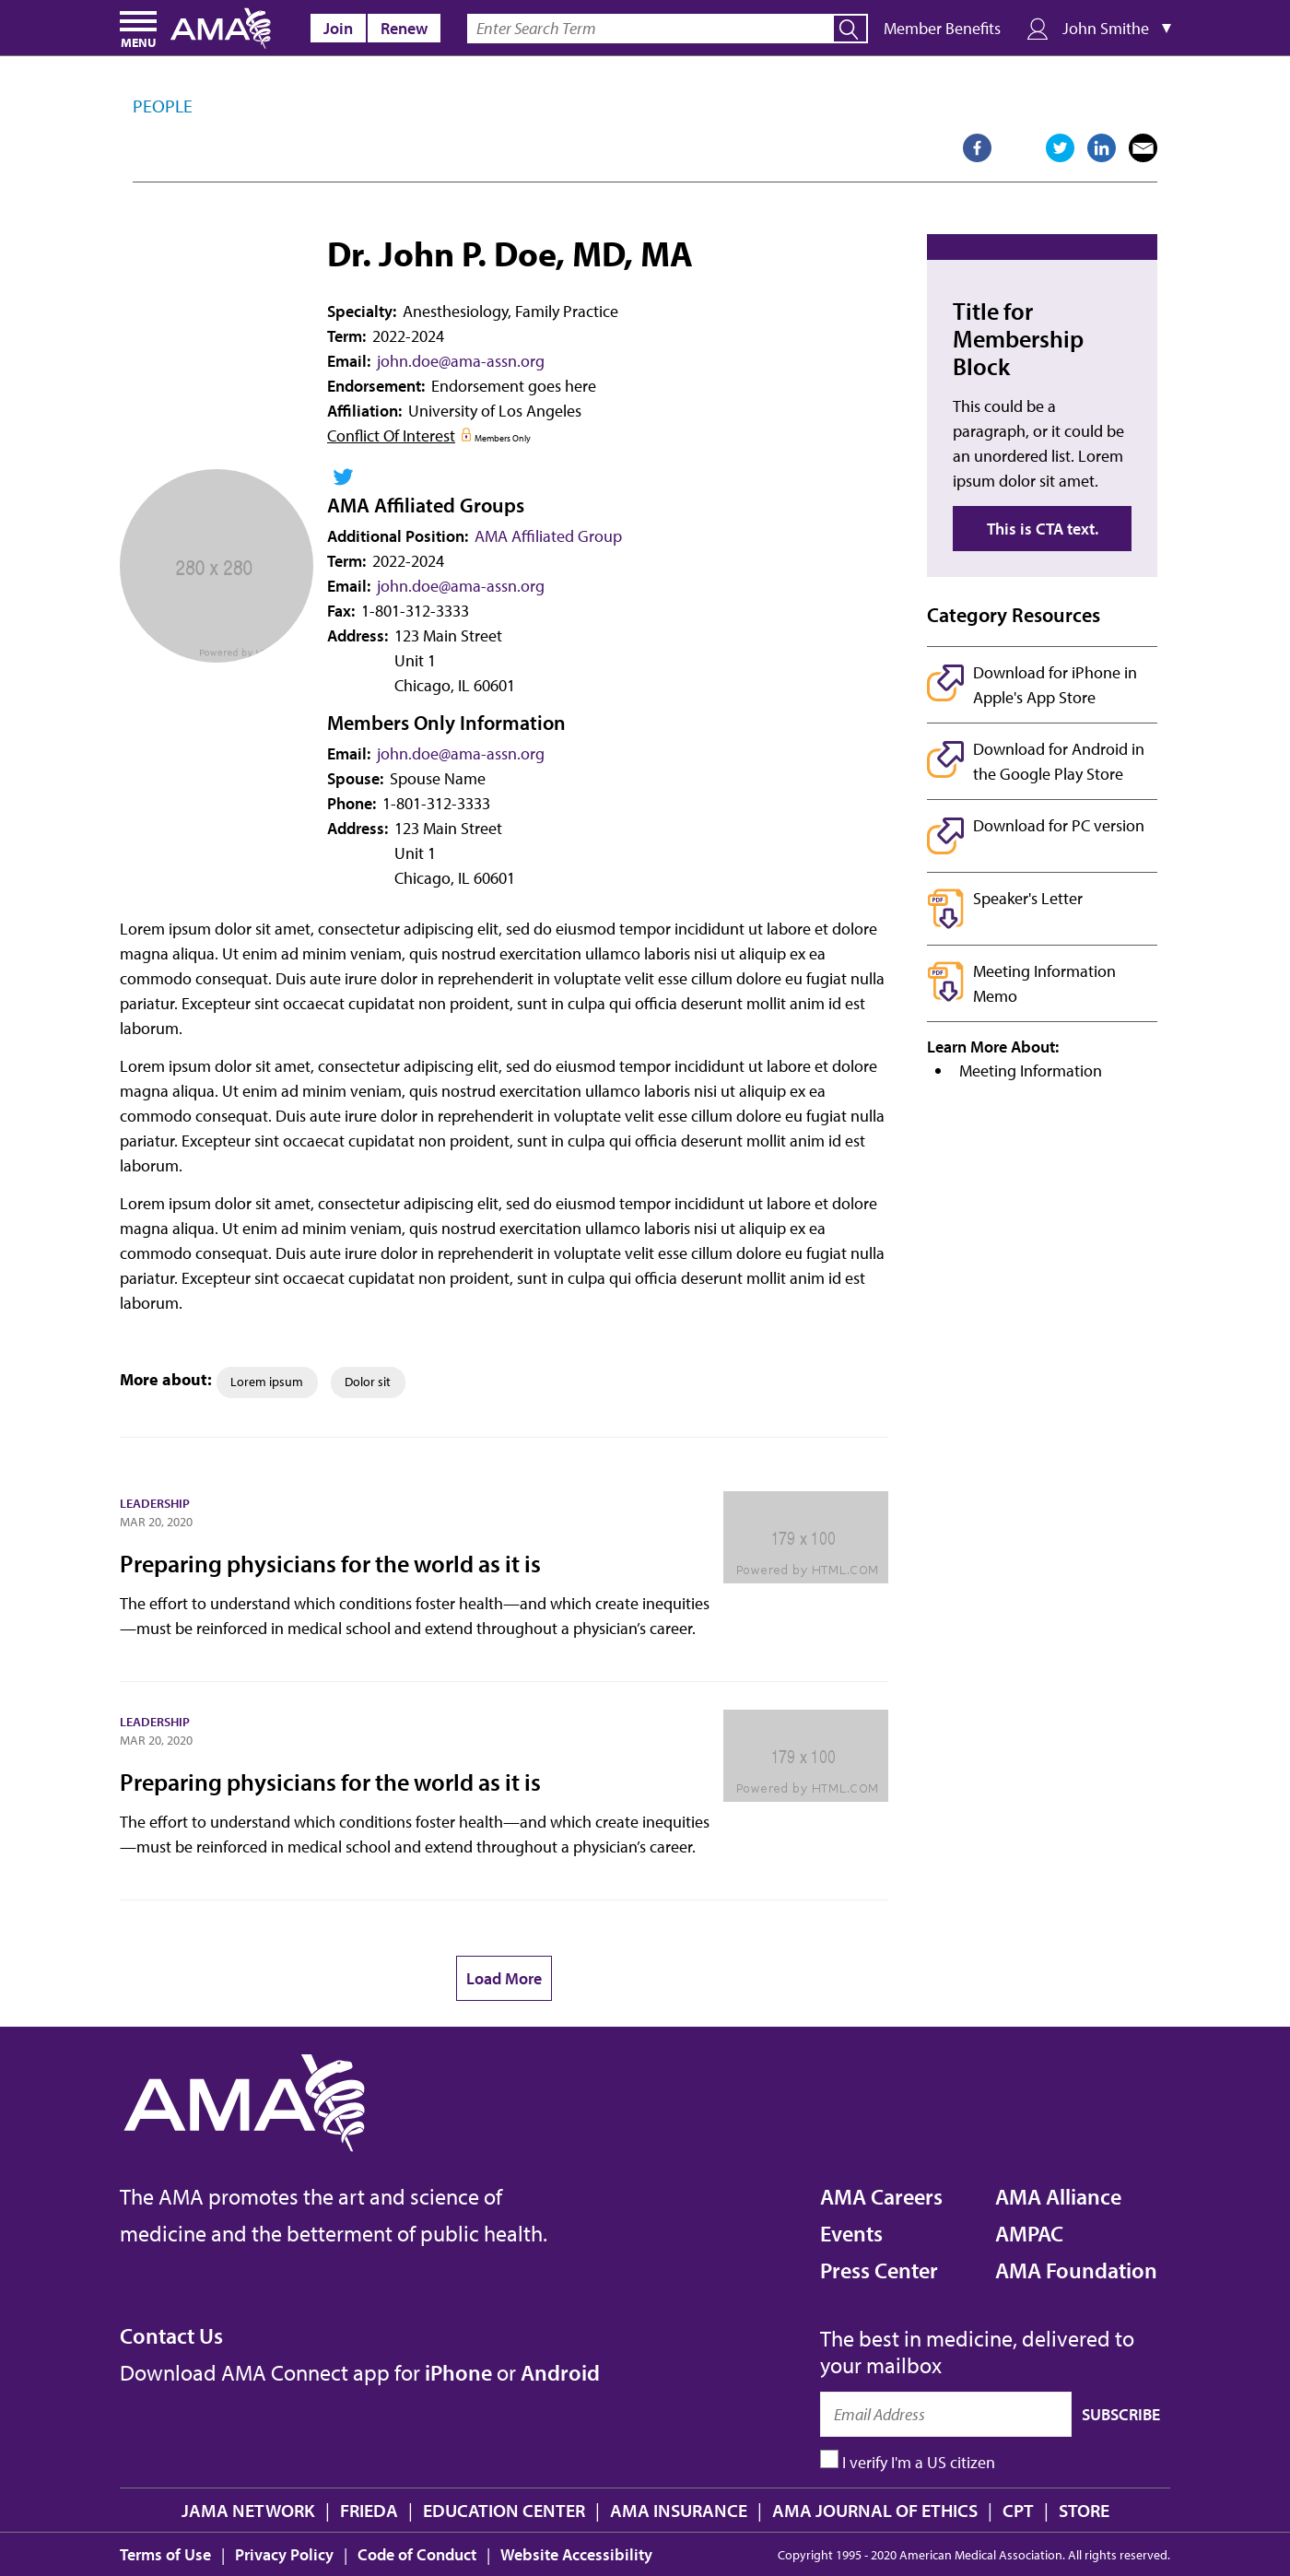 MENU AMA Join Renew Enter Search Term Member Benefits John Smithe ▼
PEOPLE
Dr. John P. Doe, MD, MA
Specialty: Anesthesiology, Family Practice
Term: 2022-2024
Email: john.doe@ama-assn.org
Endorsement: Endorsement goes here
Affiliation: University of Los Angeles
Conflict Of Interest Members Only
280 x 280
Powered by
AMA Affiliated Groups
Additional Position: AMA Affiliated Group
Term: 2022-2024
Email: john.doe@ama-assn.org
Fax: 1-801-312-3333
Address: 123 Main Street
Unit 1
Chicago, IL 60601
Members Only Information
Email: john.doe@ama-assn.org
Spouse: Spouse Name
Phone: 1-801-312-3333
Address: 123 Main Street
Unit 1
Chicago, IL 60601
Title for
Membership
Block
This could be a
paragraph, or it could be
an unordered list. Lorem
ipsum dolor sit amet.
This is CTA text.
Category Resources
Download for iPhone in
Apple's App Store
Download for Android in
the Google Play Store
Download for PC version
PDF Speaker's Letter
PDF Meeting Information
Memo
Learn More About:
• Meeting Information
Lorem ipsum dolor sit amet, consectetur adipiscing elit, sed do eiusmod tempor incididunt ut labore et dolore
magna aliqua. Ut enim ad minim veniam, quis nostrud exercitation ullamco laboris nisi ut aliquip ex ea
commodo consequat. Duis aute irure dolor in reprehenderit in voluptate velit esse cillum dolore eu fugiat nulla
pariatur. Excepteur sint occaecat cupidatat non proident, sunt in culpa qui officia deserunt mollit anim id est
laborum.
Lorem ipsum dolor sit amet, consectetur adipiscing elit, sed do eiusmod tempor incididunt ut labore et dolore
magna aliqua. Ut enim ad minim veniam, quis nostrud exercitation ullamco laboris nisi ut aliquip ex ea
commodo consequat. Duis aute irure dolor in reprehenderit in voluptate velit esse cillum dolore eu fugiat nulla
pariatur. Excepteur sint occaecat cupidatat non proident, sunt in culpa qui officia deserunt mollit anim id est
laborum.
Lorem ipsum dolor sit amet, consectetur adipiscing elit, sed do eiusmod tempor incididunt ut labore et dolore
magna aliqua. Ut enim ad minim veniam, quis nostrud exercitation ullamco laboris nisi ut aliquip ex ea
commodo consequat. Duis aute irure dolor in reprehenderit in voluptate velit esse cillum dolore eu fugiat nulla
pariatur. Excepteur sint occaecat cupidatat non proident, sunt in culpa qui officia deserunt mollit anim id est
laborum.
More about: Lorem ipsum Dolor sit
LEADERSHIP
MAR 20, 2020
Preparing physicians for the world as it is
The effort to understand which conditions foster health—and which create inequities
—must be reinforced in medical school and extend throughout a physician’s career.
179 x 100
Powered by HTML.COM
LEADERSHIP
MAR 20, 2020
Preparing physicians for the world as it is
The effort to understand which conditions foster health—and which create inequities
—must be reinforced in medical school and extend throughout a physician’s career.
179 x 100
Powered by HTML.COM
Load More
AMA
The AMA promotes the art and science of
medicine and the betterment of public health.
AMA Careers
Events
Press Center
AMA Alliance
AMPAC
AMA Foundation
Contact Us
Download AMA Connect app for iPhone or Android
The best in medicine, delivered to
your mailbox
Email Address SUBSCRIBE
I verify I'm a US citizen
JAMA NETWORK | FRIEDA | EDUCATION CENTER | AMA INSURANCE | AMA JOURNAL OF ETHICS | CPT | STORE
Terms of Use | Privacy Policy | Code of Conduct | Website Accessibility
Copyright 1995 - 2020 American Medical Association. All rights reserved.